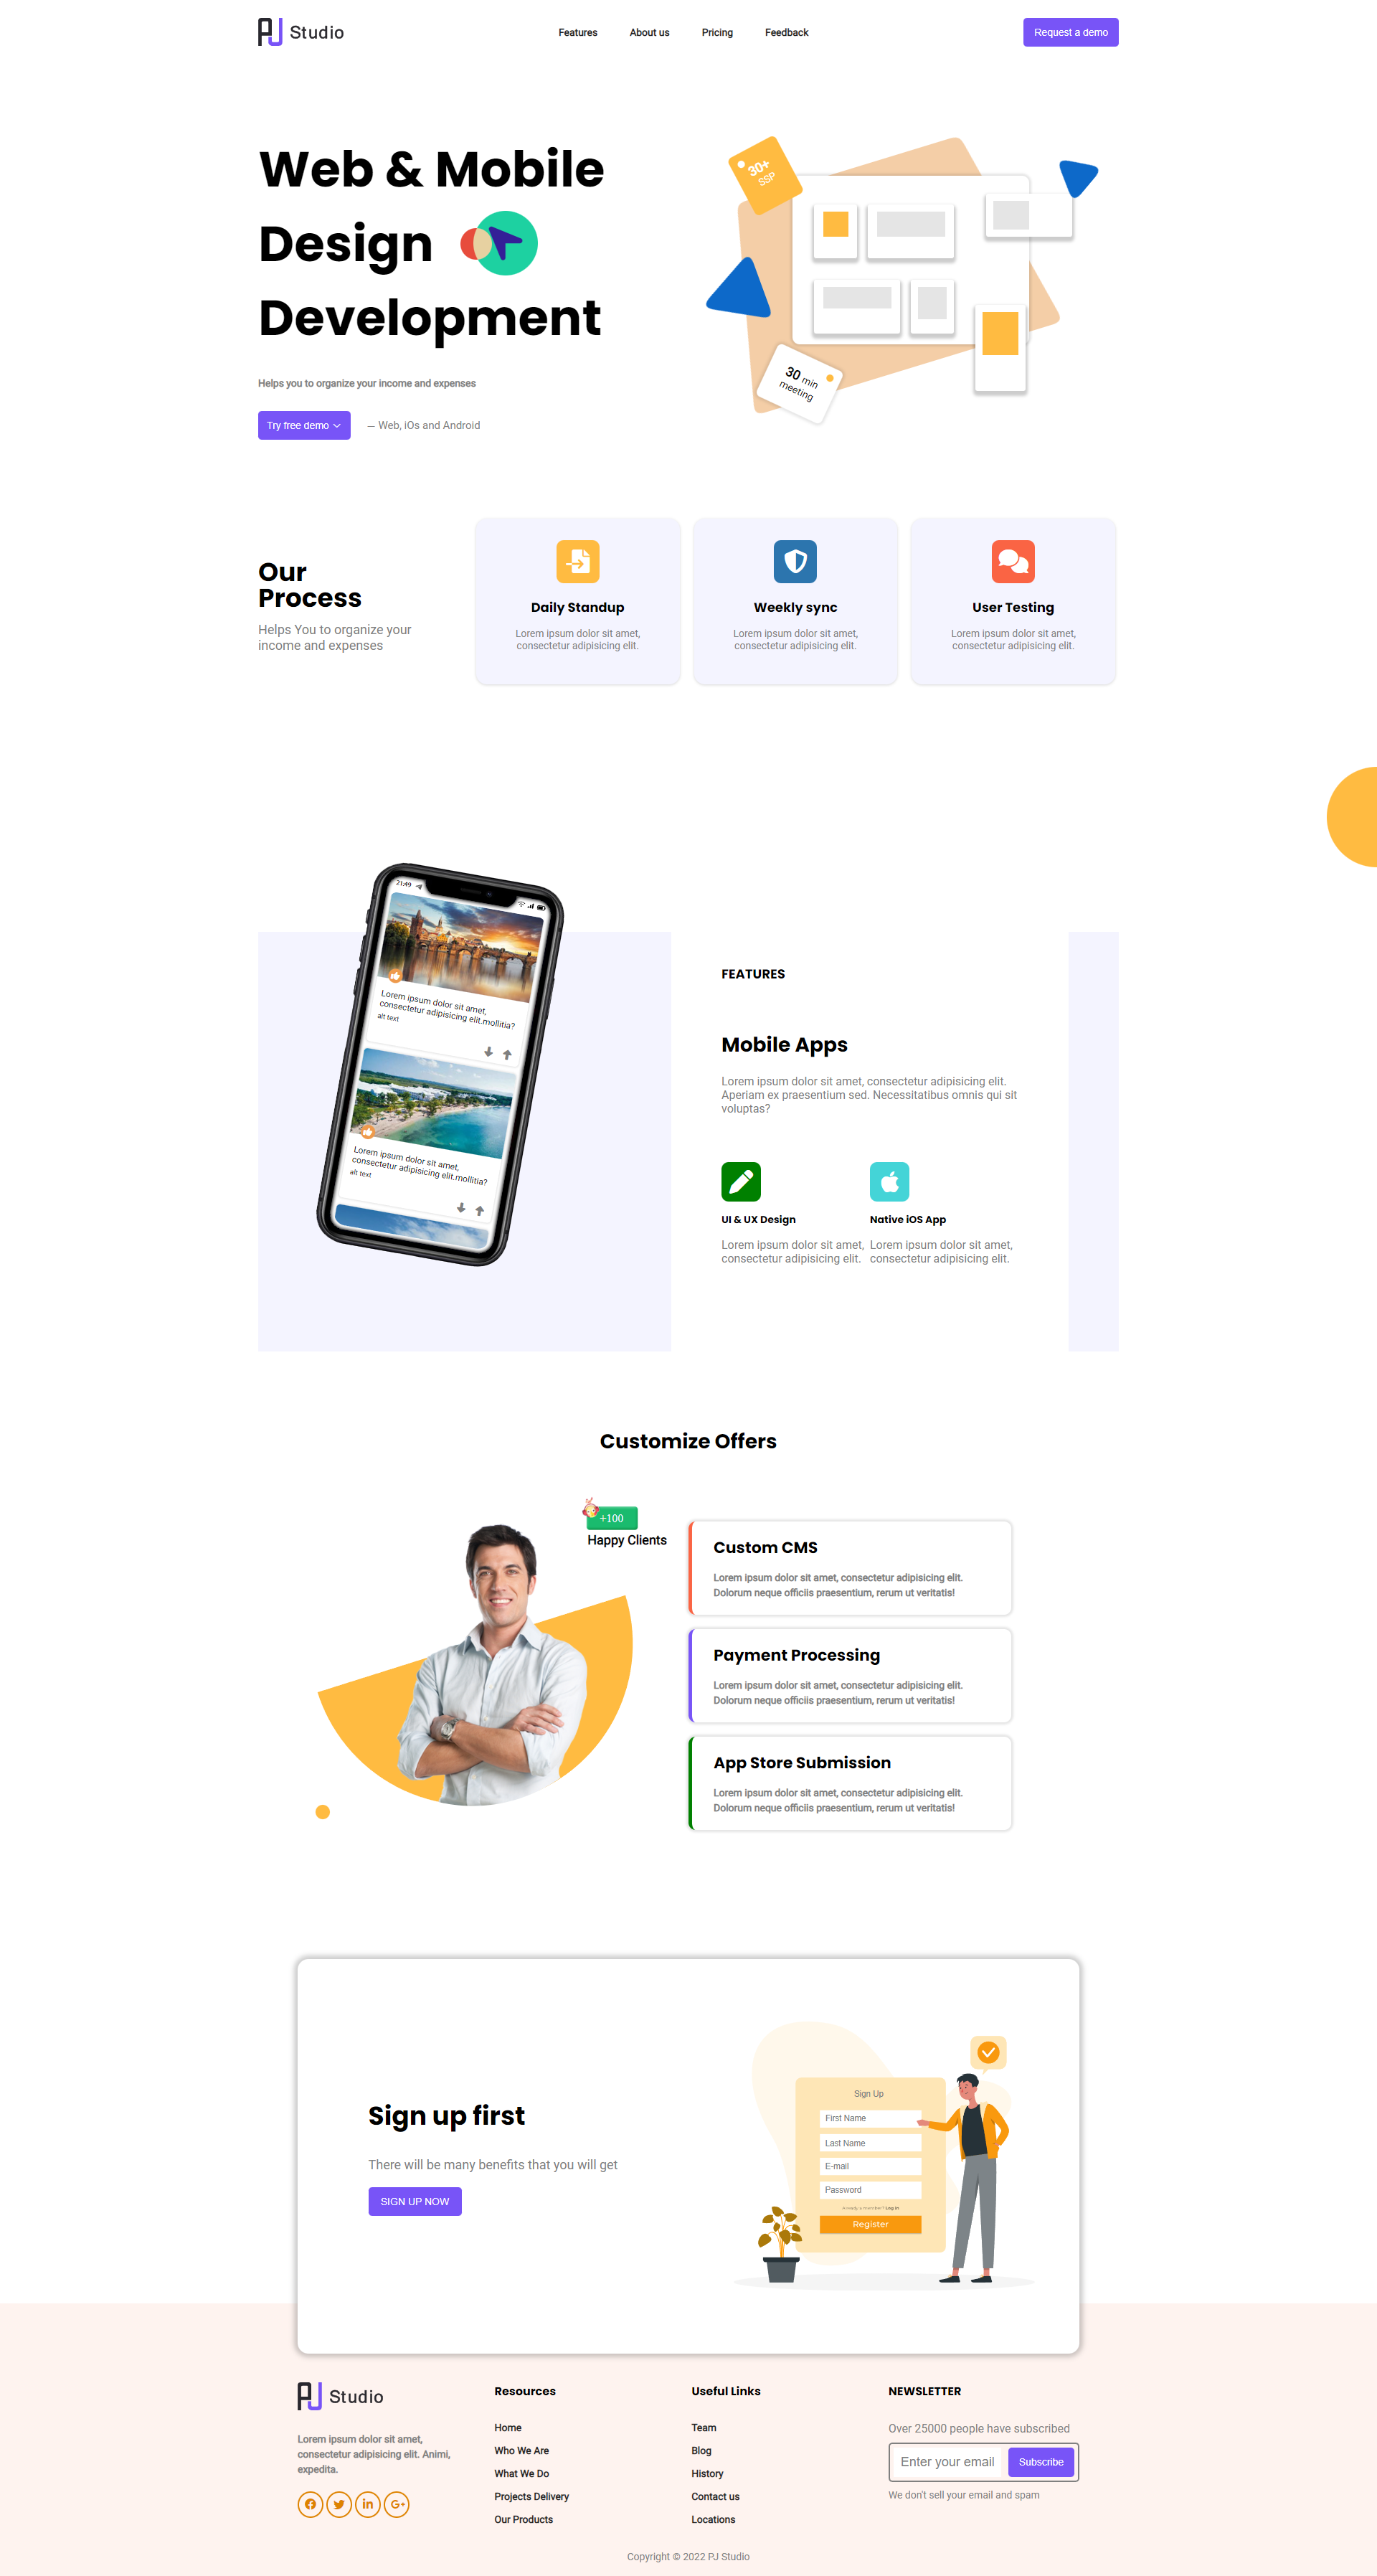 PJ Studio
Features
About us
Pricing
Feedback
Request a demo
Web & Mobile
Design
Development
Helps you to organize your income and expenses
Try free demo
— Web, iOs and Android
30+
SSP
30 min
meeting
Our
Process
Helps You to organize your
income and expenses
Daily Standup
Lorem ipsum dolor sit amet,
consectetur adipisicing elit.
Weekly sync
Lorem ipsum dolor sit amet,
consectetur adipisicing elit.
User Testing
Lorem ipsum dolor sit amet,
consectetur adipisicing elit.
21:49
Lorem ipsum dolor sit amet,
consectetur adipisicing elit.mollitia?
alt text
Lorem ipsum dolor sit amet,
consectetur adipisicing elit.mollitia?
alt text
FEATURES
Mobile Apps
Lorem ipsum dolor sit amet, consectetur adipisicing elit.
Aperiam ex praesentium sed. Necessitatibus omnis qui sit
voluptas?
UI & UX Design
Lorem ipsum dolor sit amet,
consectetur adipisicing elit.
Native iOS App
Lorem ipsum dolor sit amet,
consectetur adipisicing elit.
Customize Offers
+100
Happy Clients
Custom CMS
Lorem ipsum dolor sit amet, consectetur adipisicing elit.
Dolorum neque officiis praesentium, rerum ut veritatis!
Payment Processing
Lorem ipsum dolor sit amet, consectetur adipisicing elit.
Dolorum neque officiis praesentium, rerum ut veritatis!
App Store Submission
Lorem ipsum dolor sit amet, consectetur adipisicing elit.
Dolorum neque officiis praesentium, rerum ut veritatis!
Sign up first
There will be many benefits that you will get
SIGN UP NOW
Sign Up
First Name
Last Name
E-mail
Password
Already a member? Log in
Register
PJ Studio
Lorem ipsum dolor sit amet,
consectetur adipisicing elit. Animi,
expedita.
Resources
Home
Who We Are
What We Do
Projects Delivery
Our Products
Useful Links
Team
Blog
History
Contact us
Locations
NEWSLETTER
Over 25000 people have subscribed
Enter your email
Subscribe
We don't sell your email and spam
Copyright © 2022 PJ Studio